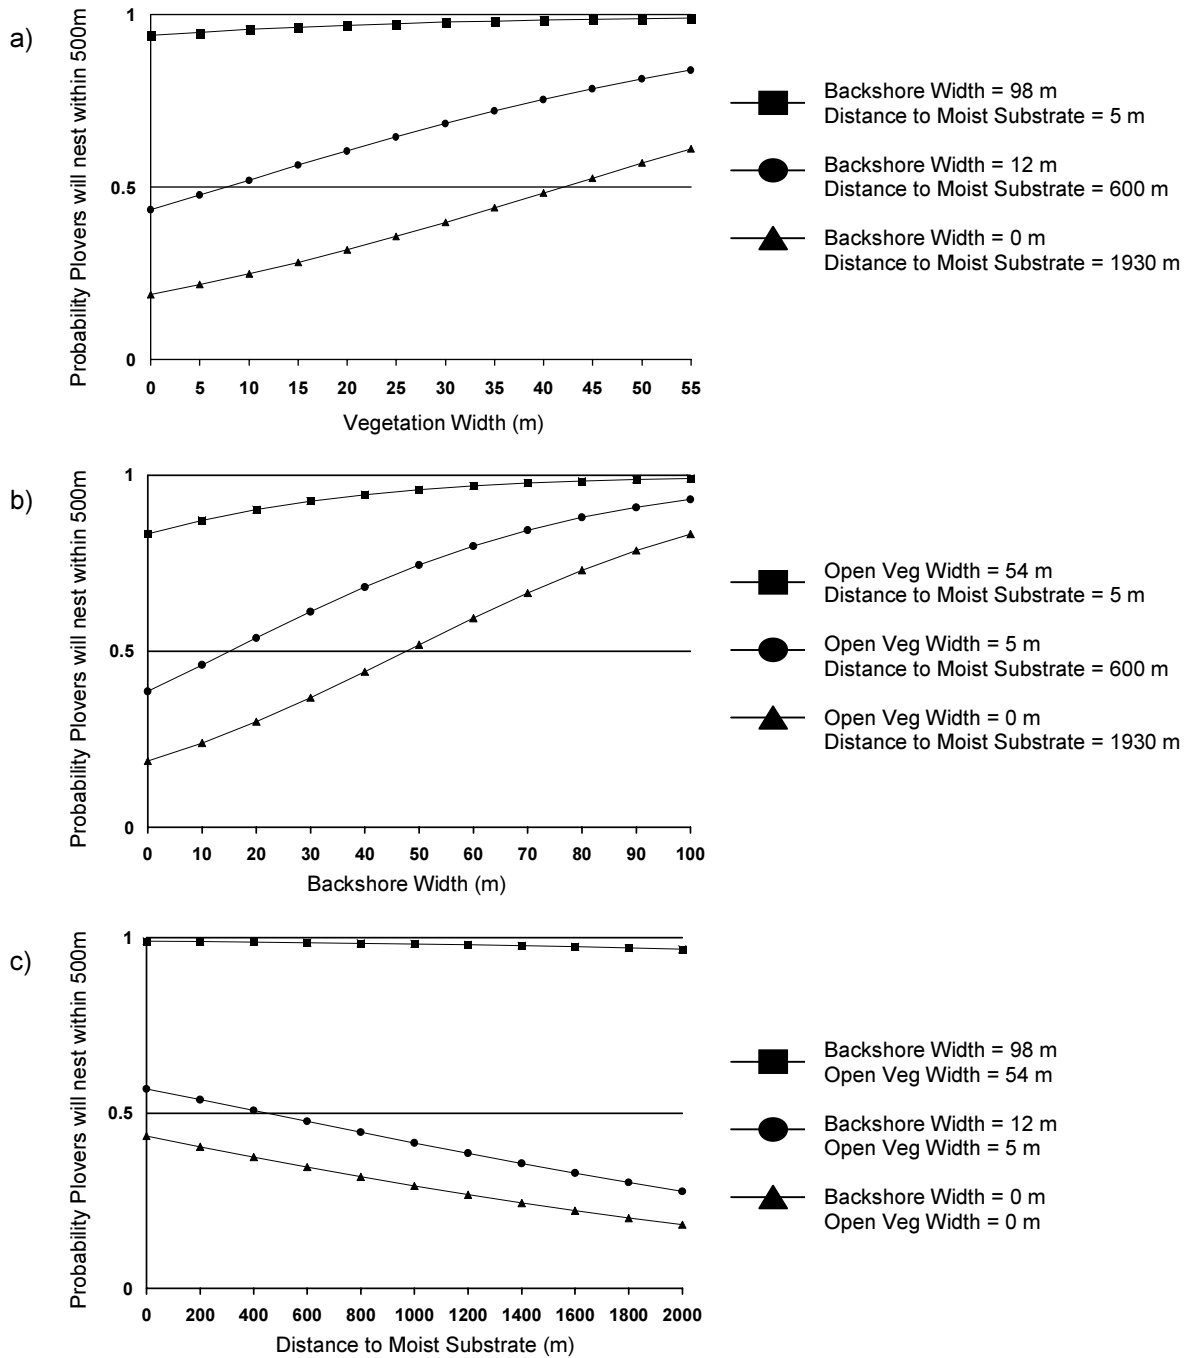 a)
Probability Plovers will nest within 500m
1
0.5
0
0 5 10 15 20 25 30 35 40 45 50 55
Vegetation Width (m)
Backshore Width = 98 m
Distance to Moist Substrate = 5 m
Backshore Width = 12 m
Distance to Moist Substrate = 600 m
Backshore Width = 0 m
Distance to Moist Substrate = 1930 m
b)
Probability Plovers will nest within 500m
1
0.5
0
0 10 20 30 40 50 60 70 80 90 100
Backshore Width (m)
Open Veg Width = 54 m
Distance to Moist Substrate = 5 m
Open Veg Width = 5 m
Distance to Moist Substrate = 600 m
Open Veg Width = 0 m
Distance to Moist Substrate = 1930 m
c)
Probability Plovers will nest within 500m
1
0.5
0
0 200 400 600 800 1000 1200 1400 1600 1800 2000
Distance to Moist Substrate (m)
Backshore Width = 98 m
Open Veg Width = 54 m
Backshore Width = 12 m
Open Veg Width = 5 m
Backshore Width = 0 m
Open Veg Width = 0 m